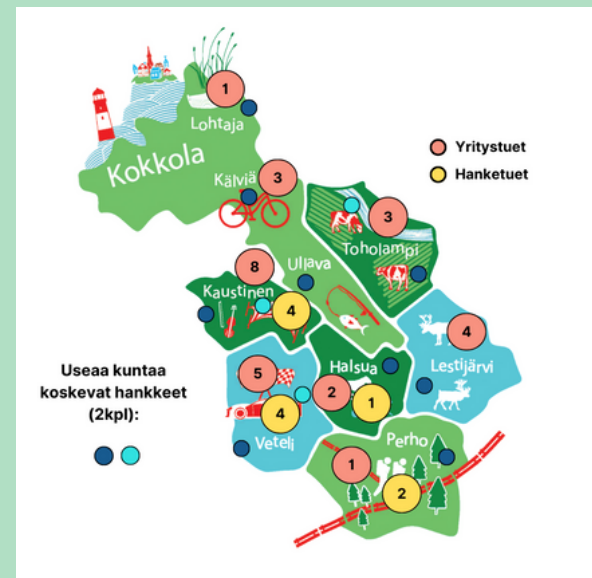 1
Lohtaja
Kokkola
Yritystuet
Hanketuet
Kälviä
3
3
Toholampi
8
Uljava
Kaustinen
4
4
Lestijärvi
Useaa kuntaa
koskevat hankkeet
(2kpl):
5
Halsua
2
1
4
Veteli
Perho
1
2